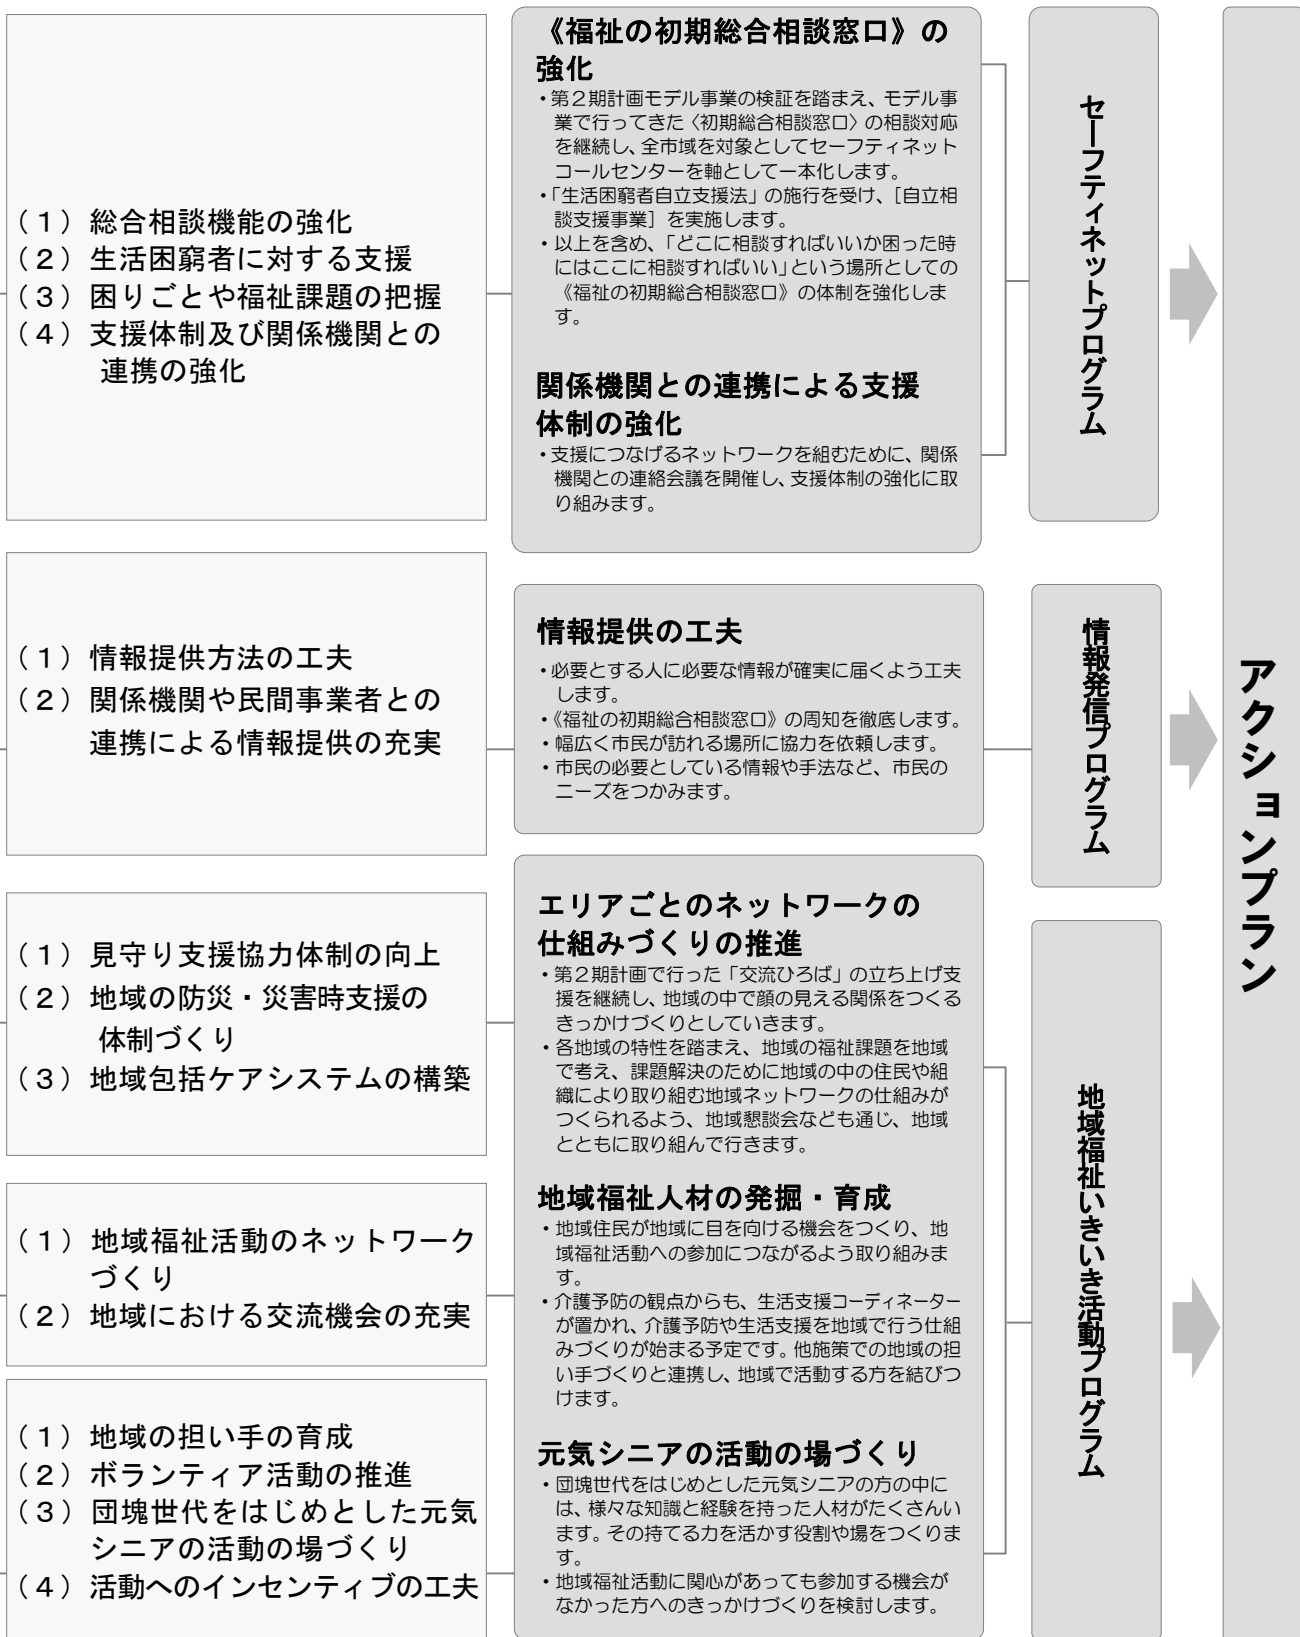 （１）総合相談機能の強化
（２）生活困窮者に対する支援
（３）困りごとや福祉課題の把握
（４）支援体制及び関係機関との
連携の強化
《福祉の初期総合相談窓口》の
強化
・第２期計画モデル事業の検証を踏まえ、モデル事
業で行ってきた〈初期総合相談窓口〉の相談対応
を継続し、全市域を対象としてセーフティネット
コールセンターを軸として一本化します。
・「生活困窮者自立支援法」の施行を受け、［自立相
談支援事業］を実施します。
・以上を含め、「どこに相談すればいいか困った時
にはここに相談すればいい」という場所としての
《福祉の初期総合相談窓口》の体制を強化しま
す。
関係機関との連携による支援
体制の強化
・支援につなげるネットワークを組むために、関係
機関との連絡会議を開催し、支援体制の強化に取
り組みます。
セーフティネットプログラム
（１）情報提供方法の工夫
（２）関係機関や民間事業者との
連携による情報提供の充実
情報提供の工夫
・必要とする人に必要な情報が確実に届くよう工夫
します。
・《福祉の初期総合相談窓口》の周知を徹底します。
・幅広く市民が訪れる場所に協力を依頼します。
・市民の必要としている情報や手法など、市民の
ニーズをつかみます。
情報発信プログラム
（１）見守り支援協力体制の向上
（２）地域の防災・災害時支援の
体制づくり
（３）地域包括ケアシステムの構築
（１）地域福祉活動のネットワーク
づくり
（２）地域における交流機会の充実
（１）地域の担い手の育成
（２）ボランティア活動の推進
（３）団塊世代をはじめとした元気
シニアの活動の場づくり
（４）活動へのインセンティブの工夫
エリアごとのネットワークの
仕組みづくりの推進
・第２期計画で行った「交流ひろば」の立ち上げ支
援を継続し、地域の中で顔の見える関係をつくる
きっかけづくりとしていきます。
・各地域の特性を踏まえ、地域の福祉課題を地域
で考え、課題解決のために地域の中の住民や組
織により取り組む地域ネットワークの仕組みが
つくられるよう、地域懇談会なども通じ、地域
とともに取り組んで行きます。
地域福祉人材の発掘・育成
・地域住民が地域に目を向ける機会をつくり、地
域福祉活動への参加につながるよう取り組みま
す。
・介護予防の観点からも、生活支援コーディネーター
が置かれ、介護予防や生活支援を地域で行う仕組
みづくりが始まる予定です。他施策での地域の担
い手づくりと連携し、地域で活動する方を結びつ
けます。
元気シニアの活動の場づくり
・団塊世代をはじめとした元気シニアの方の中に
は、様々な知識と経験を持った人材がたくさんい
ます。その持てる力を活かす役割や場をつくりま
す。
・地域福祉活動に関心があっても参加する機会が
なかった方へのきっかけづくりを検討します。
地域福祉いきいき活動プログラム
アクションプラン